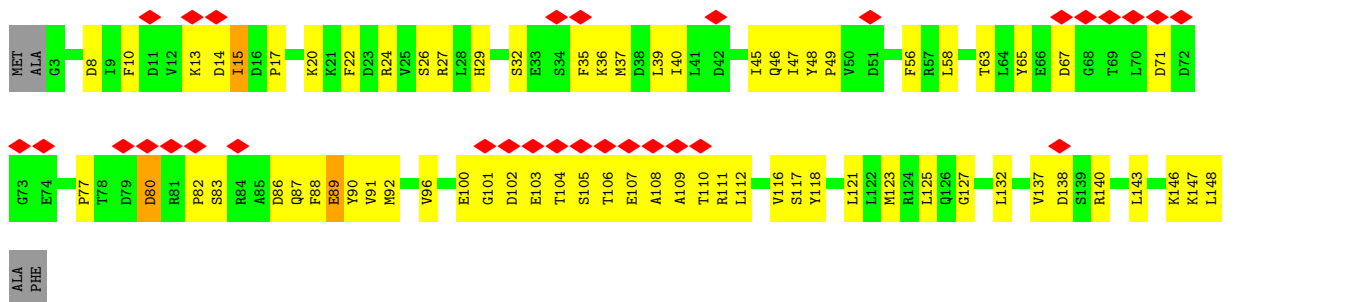 MET ALA G3 D8 I9 F10 D11 V12 K13 D14 I15 D16 P17 K20 K21 F22 D23 R24 V25 S26 R27 L28 H29 S32 E33 S34 F35 K36 M37 D38 L39 I40 L41 D42 I45 Q46 I47 Y48 P49 V50 D51 F56 R57 L58 T63 L64 Y65 E66 D67 G68 T69 L70 D71 D72
G73 E74 P77 T78 D79 D80 R81 P82 S83 R84 A85 D86 Q87 F88 E89 Y90 V91 M92 V96 E100 G101 D102 E103 T104 S105 T106 E107 A108 A109 T110 R111 L112 V116 S117 Y118 L121 L122 M123 R124 L125 Q126 G127 L132 V137 D138 S139 R140 L143 K146 K147 L148
ALA PHE